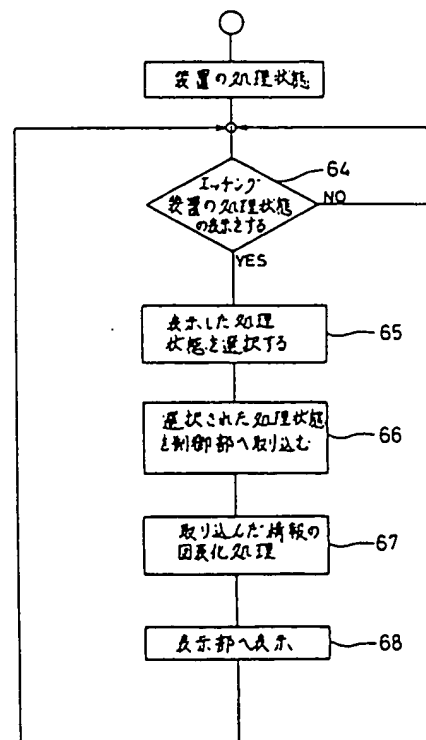 装置の処理状態
エッチング
装置の処理状態
の表示をする
64
NO
YES
表示した処理
状態を選択する
65
選択された処理状態
を制御部へ取り込む
66
取り込んだ情報の
図表化処理
67
表示部へ表示
68